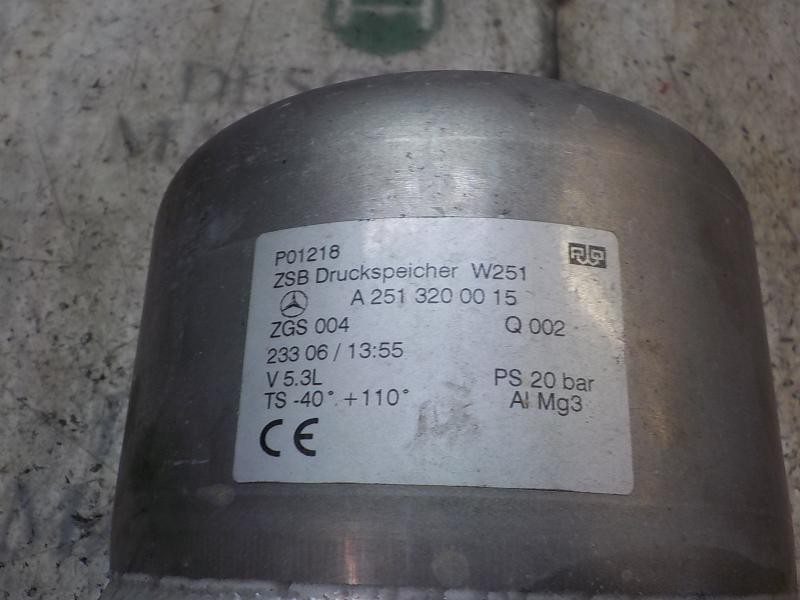 P01218
ZSB Druckspeicher W251
A 251 320 00 15
ZGS 004 Q 002
233 06 / 13:55
V 5.3L PS 20 bar
TS -40° +110° Al Mg3
CE